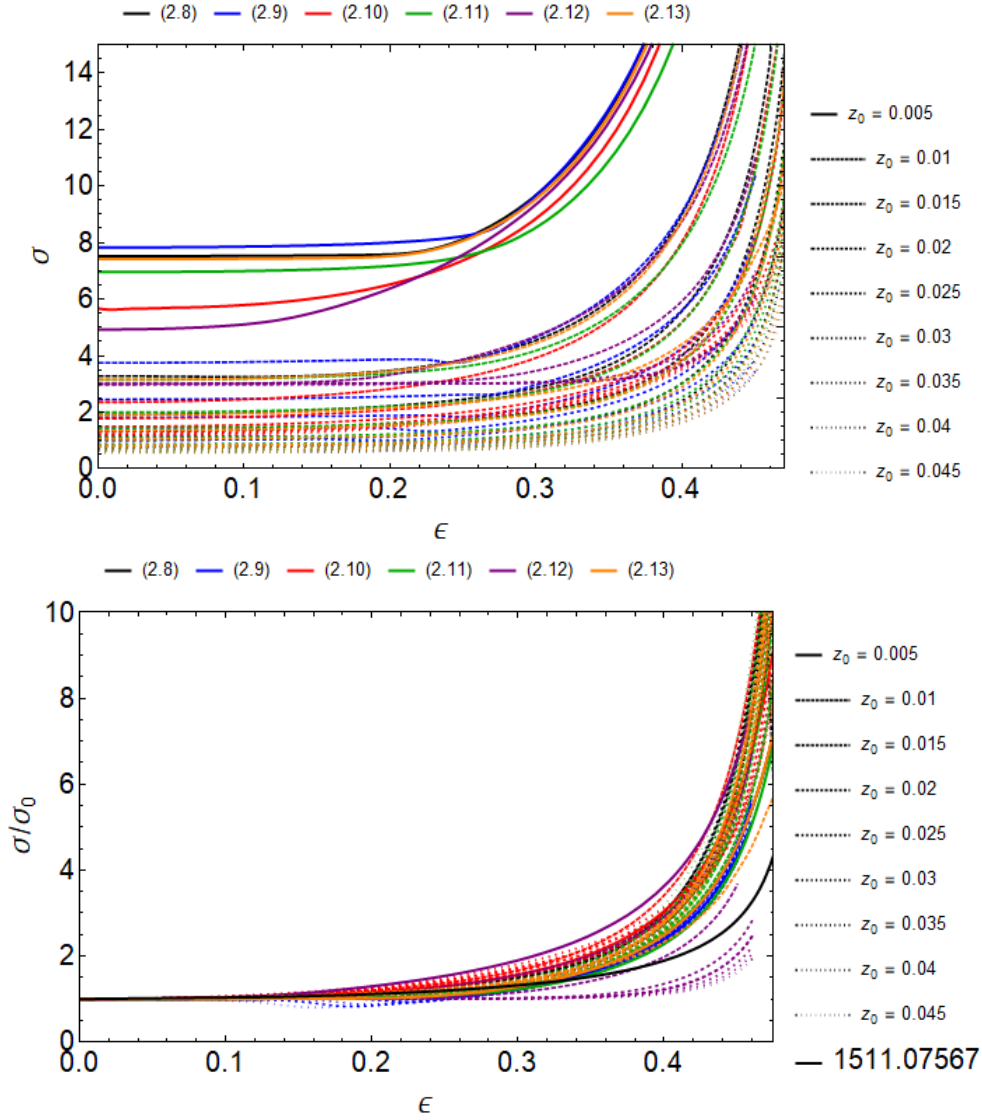 (2.8) (2.9) (2.10) (2.11) (2.12) (2.13)
14
12
10
8
6
4
2
0
σ
0.0 0.1 0.2 0.3 0.4
ϵ
z₀ = 0.005
z₀ = 0.01
z₀ = 0.015
z₀ = 0.02
z₀ = 0.025
z₀ = 0.03
z₀ = 0.035
z₀ = 0.04
z₀ = 0.045
(2.8) (2.9) (2.10) (2.11) (2.12) (2.13)
10
8
6
4
2
0
σ/σ₀
0.0 0.1 0.2 0.3 0.4
ϵ
z₀ = 0.005
z₀ = 0.01
z₀ = 0.015
z₀ = 0.02
z₀ = 0.025
z₀ = 0.03
z₀ = 0.035
z₀ = 0.04
z₀ = 0.045
1511.07567